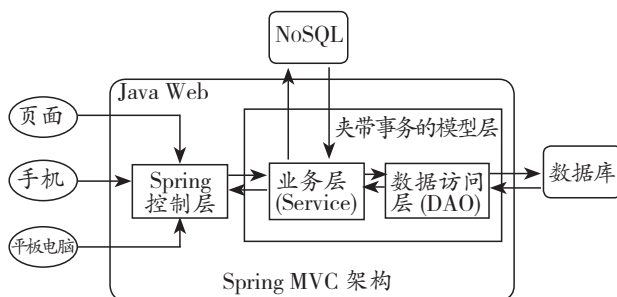 NoSQL
Java Web
夹带事务的模型层
页面
手机
平板电脑
Spring
控制层
业务层
(Service)
数据访问
层 (DAO)
数据库
Spring MVC 架构